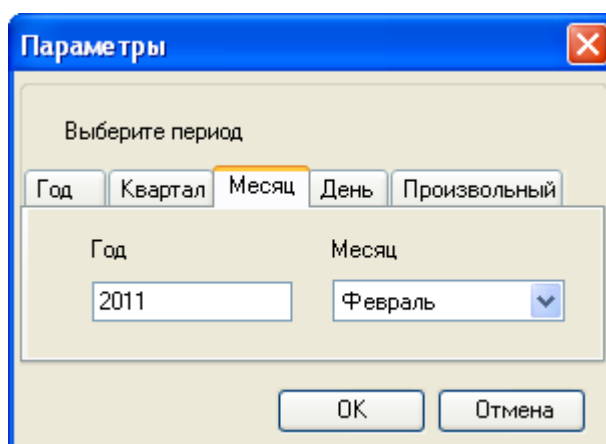 Параметры
Выберите период
Год Квартал Месяц День Произвольный
Год Месяц
2011 Февраль
OK Отмена